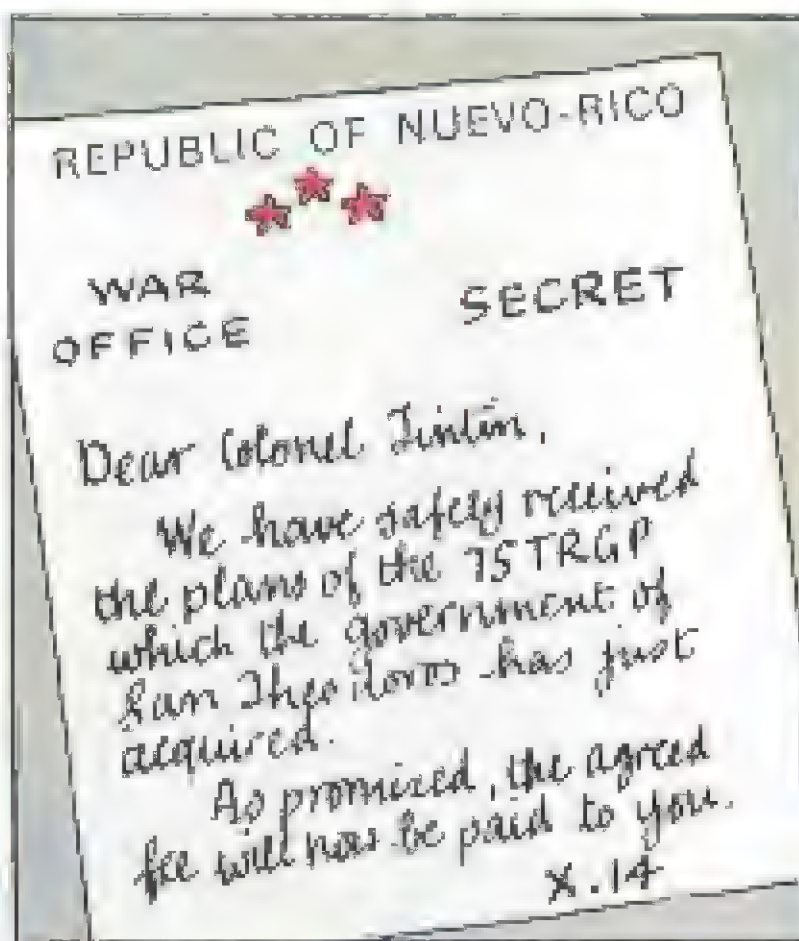 REPUBLIC OF NUEVO-RICO
WAR
OFFICE
SECRET
Dear Colonel Tintin,
We have safely received
the plans of the 75 TRGP
which the government of
San Theodoros has just
acquired.
As promised, the agreed
fee will now be paid to you.
X.14